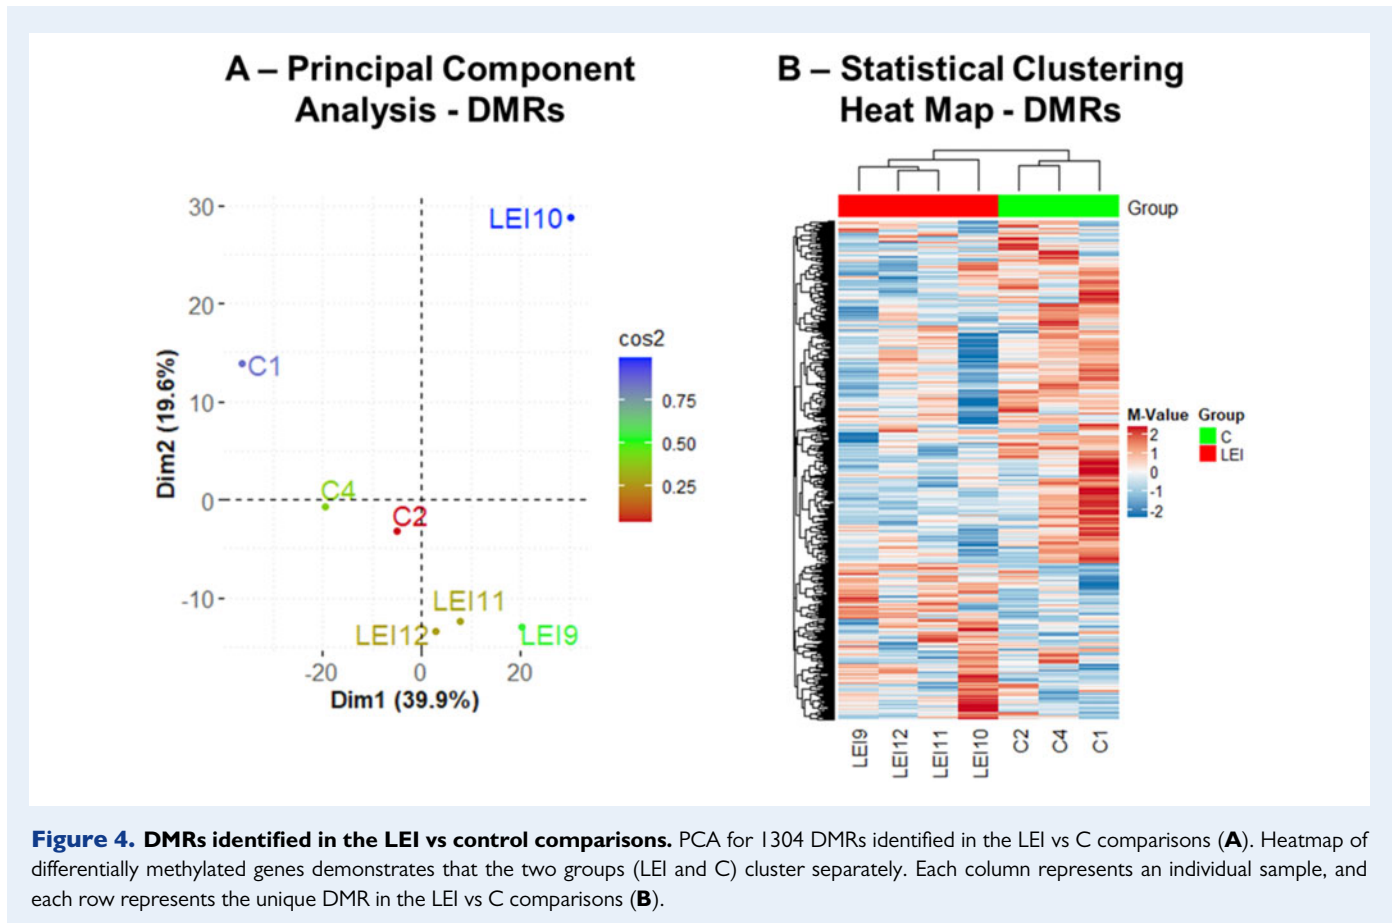 A – Principal Component
Analysis - DMRs
30
20
10
0
-10
-20
0
20
Dim2 (19.6%)
Dim1 (39.9%)
LEI10
C1
C4
C2
LEI11
LEI12
LEI9
cos2
0.75
0.50
0.25
B – Statistical Clustering
Heat Map - DMRs
Group
M-Value
2
1
0
-1
-2
Group
C
LEI
LEI9
LEI12
LEI11
LEI10
C2
C4
C1
Figure 4. DMRs identified in the LEI vs control comparisons. PCA for 1304 DMRs identified in the LEI vs C comparisons (A). Heatmap of
differentially methylated genes demonstrates that the two groups (LEI and C) cluster separately. Each column represents an individual sample, and
each row represents the unique DMR in the LEI vs C comparisons (B).